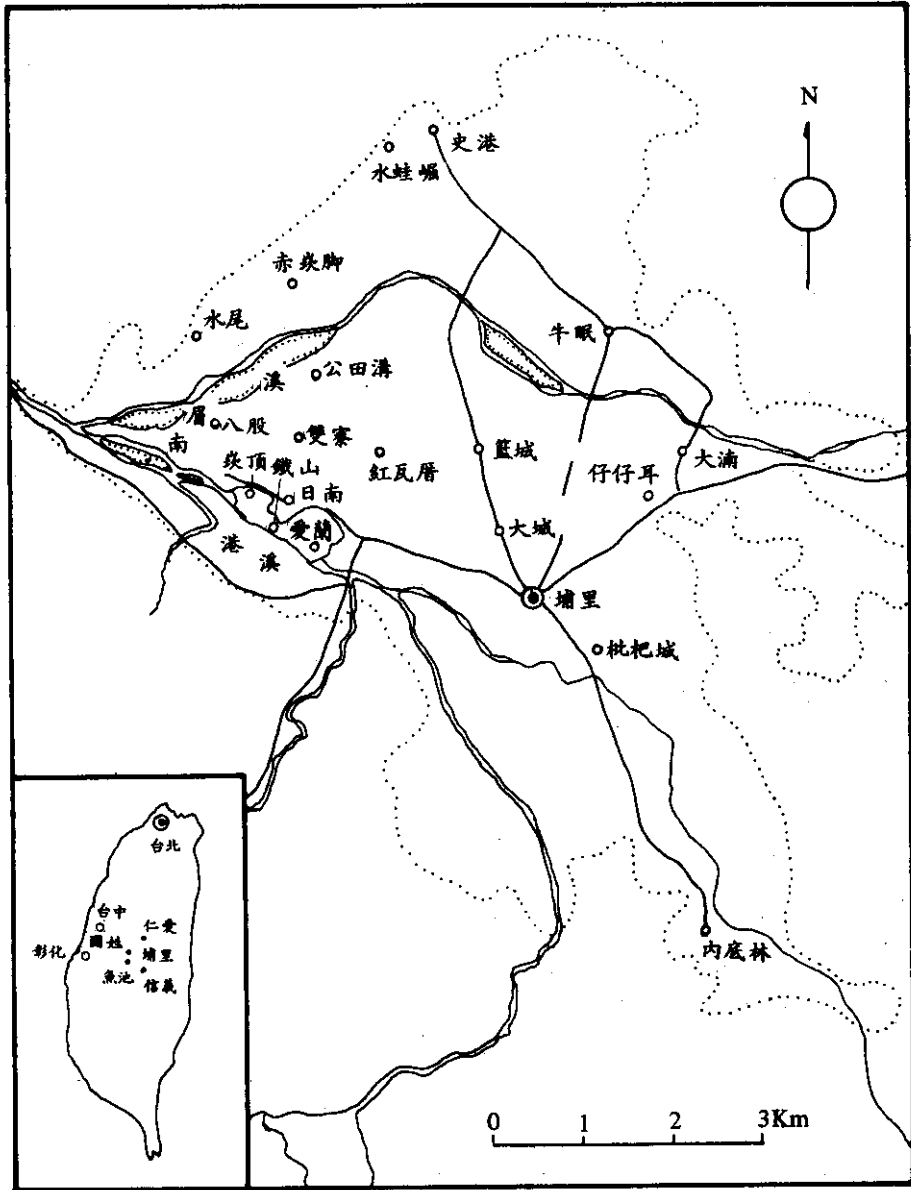 N
史港
水蛙崛
赤崁腳
水尾
牛眠
公田溝
溪
眉
八股
南
雙寮
紅瓦厝
籃城
大湳
仔仔耳
崁頂
鐵山
日南
大城
愛蘭
港
溪
埔里
枇杷城
內底林
台北
台中
仁愛
彰化
國姓
埔里
魚池
信義
0 1 2 3Km